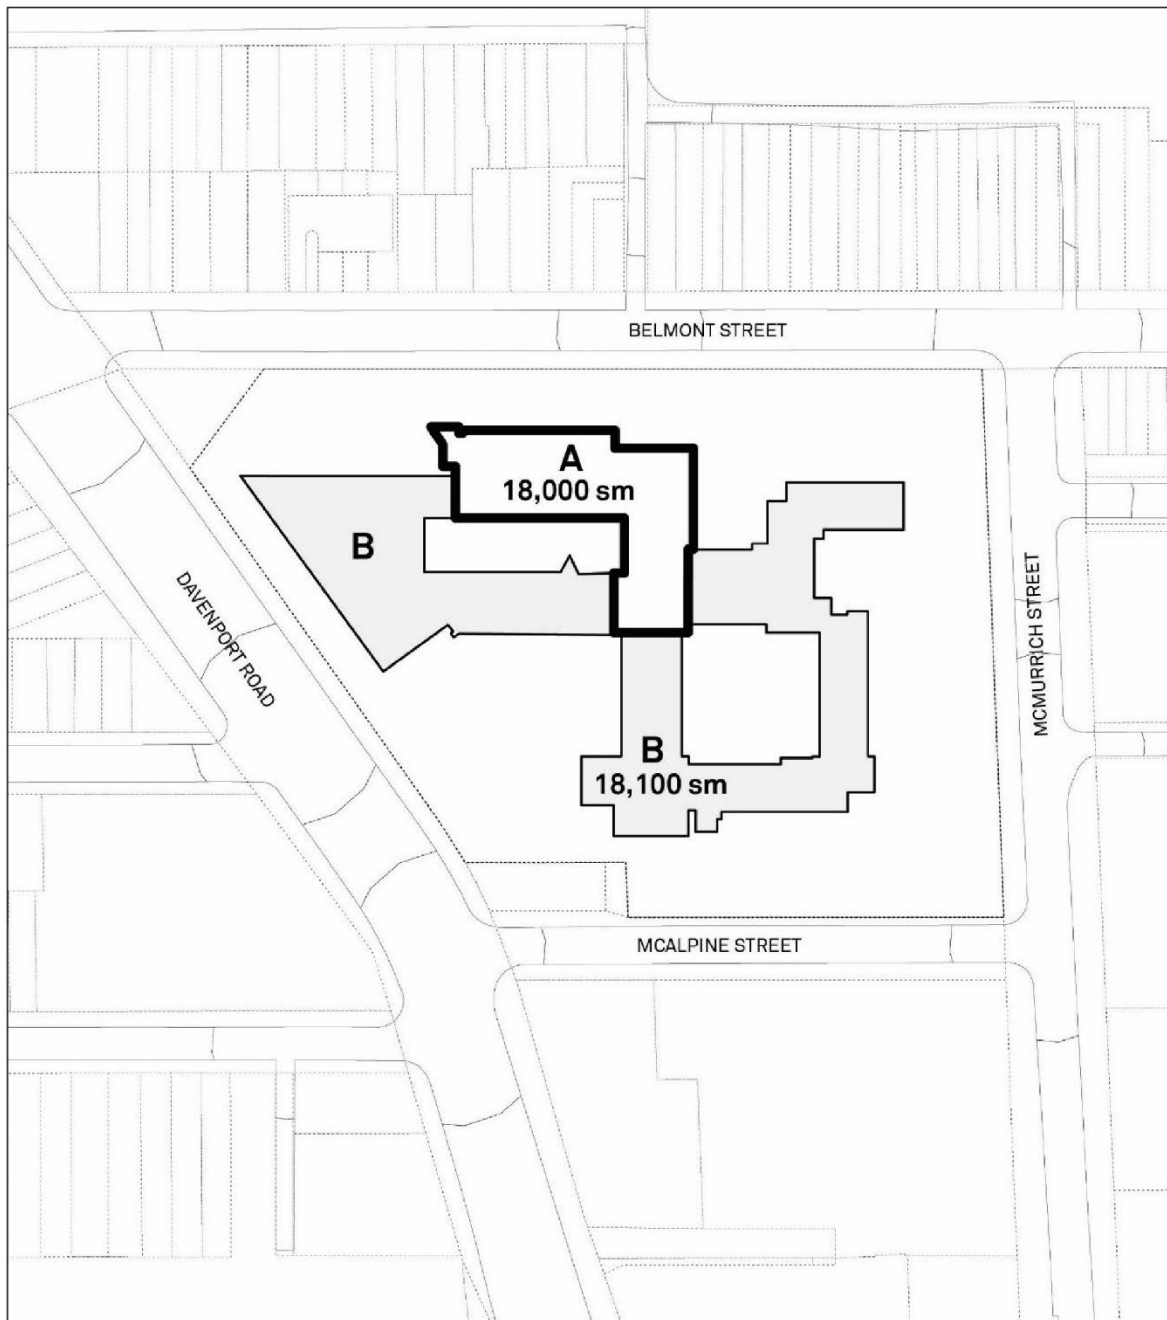 BELMONT STREET
A
18,000 sm
B
DAVENPORT ROAD
MCMURRICH STREET
B
18,100 sm
MCALPINE STREET